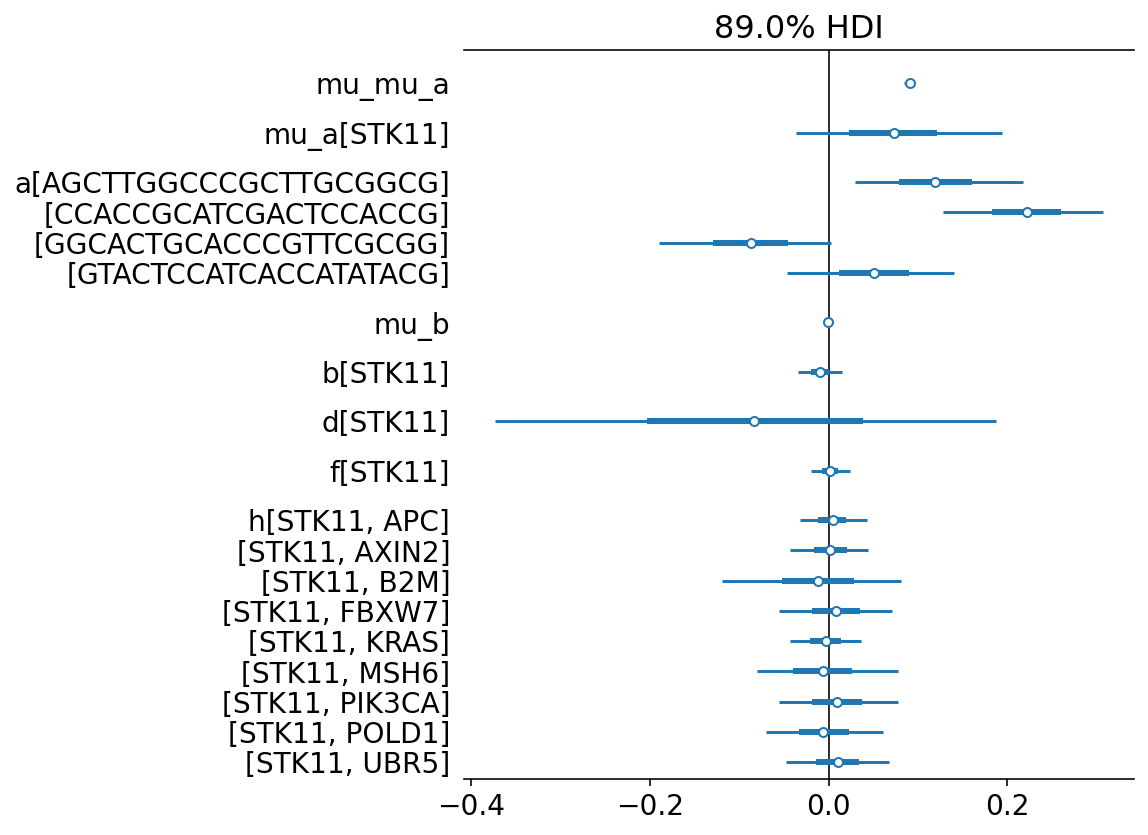 89.0% HDI
mu_mu_a
mu_a[STK11]
a[AGCTTGGCCCGCTTGCGGCG]
[CCACCGCATCGACTCCACCG]
[GGCACTGCACCCGTTCGCGG]
[GTACTCCATCACCATATACG]
mu_b
b[STK11]
d[STK11]
f[STK11]
h[STK11, APC]
[STK11, AXIN2]
[STK11, B2M]
[STK11, FBXW7]
[STK11, KRAS]
[STK11, MSH6]
[STK11, PIK3CA]
[STK11, POLD1]
[STK11, UBR5]
−0.4 −0.2 0.0 0.2